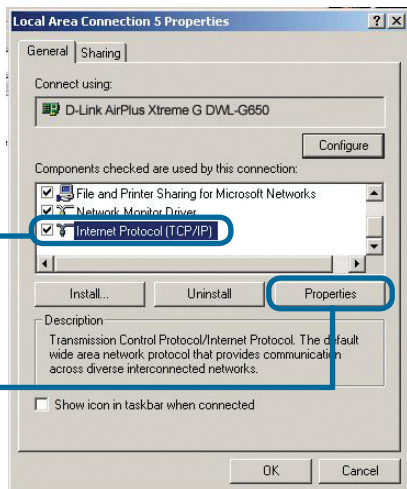 Local Area Connection 5 Properties
General
Sharing
Connect using:
D-Link AirPlus Xtreme G DWL-G650
Configure
Components checked are used by this connection:
File and Printer Sharing for Microsoft Networks
Network Monitor Driver
Internet Protocol (TCP/IP)
Install...
Uninstall
Properties
Description
Transmission Control Protocol/Internet Protocol. The default
wide area network protocol that provides communication
across diverse interconnected networks.
Show icon in taskbar when connected
OK
Cancel